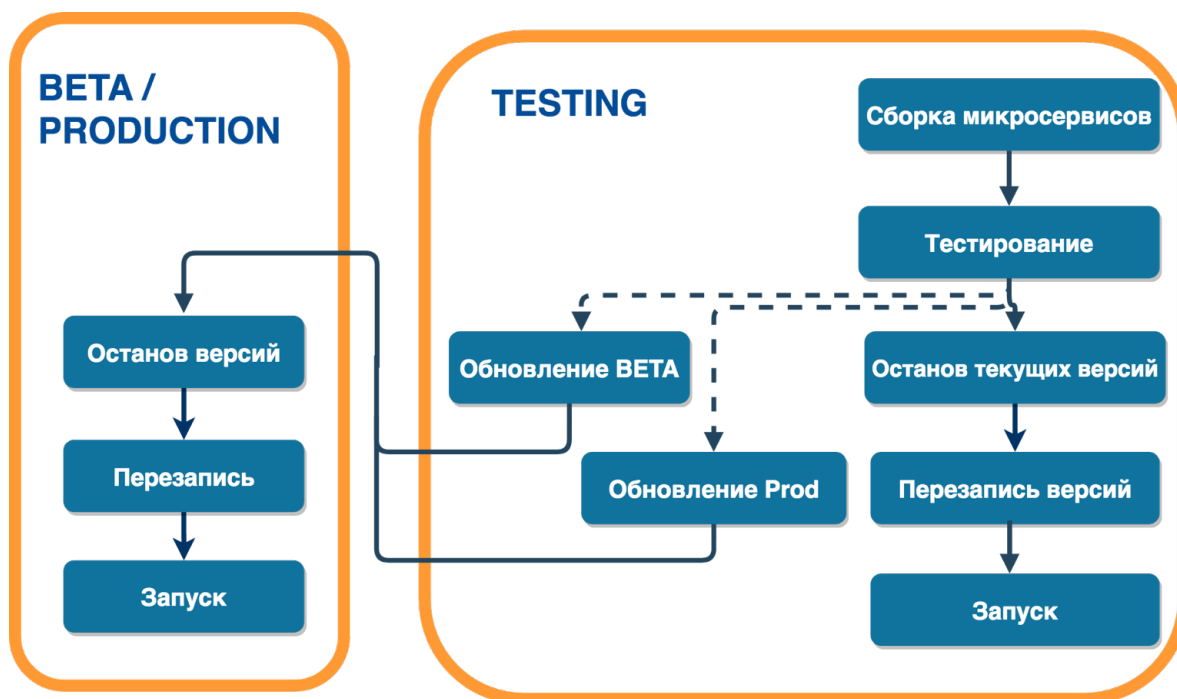 BETA /
PRODUCTION
Останов версий
Перезапись
Запуск
TESTING
Сборка микросервисов
Тестирование
Обновление BETA
Останов текущих версий
Обновление Prod
Перезапись версий
Запуск